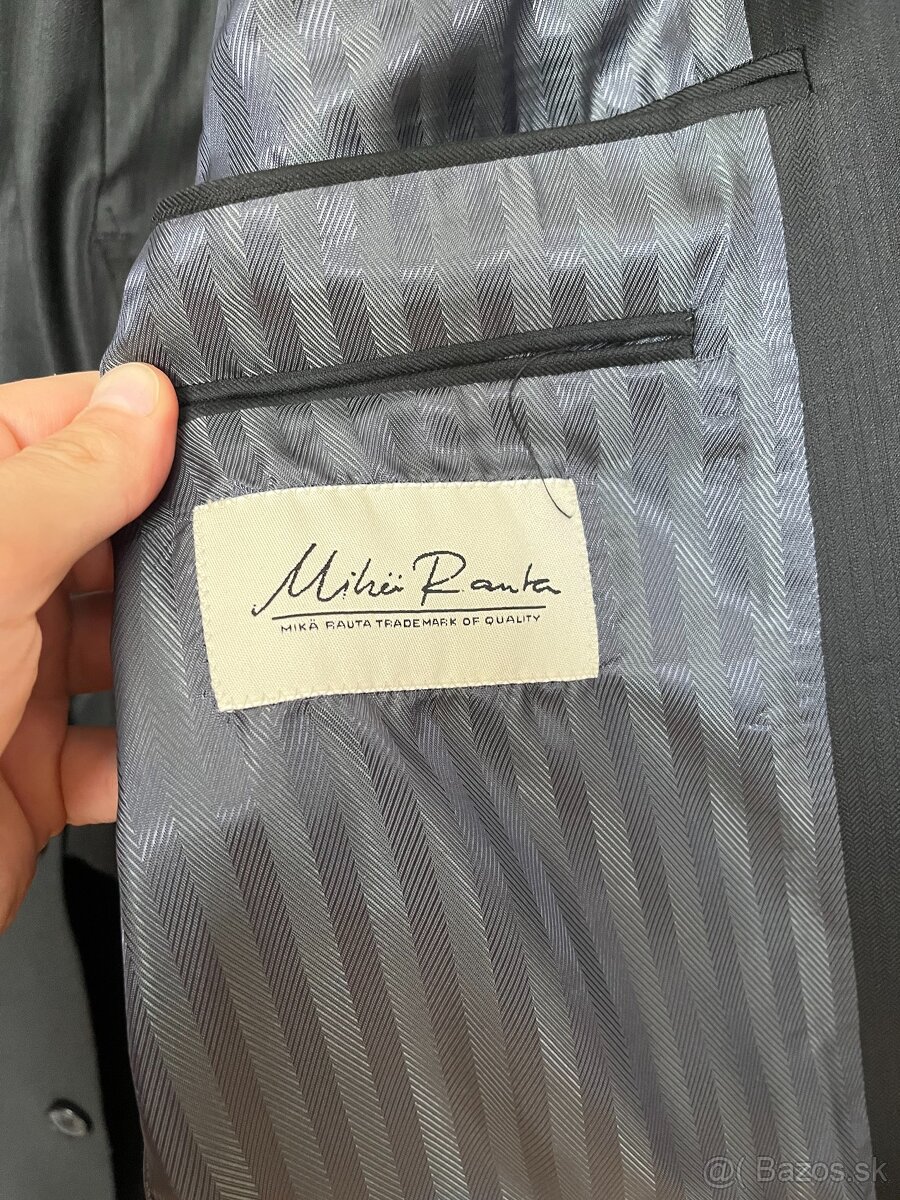 Mikä Rauta
MIKÄ RAUTA TRADEMARK OF QUALITY
@( Bazos.sk